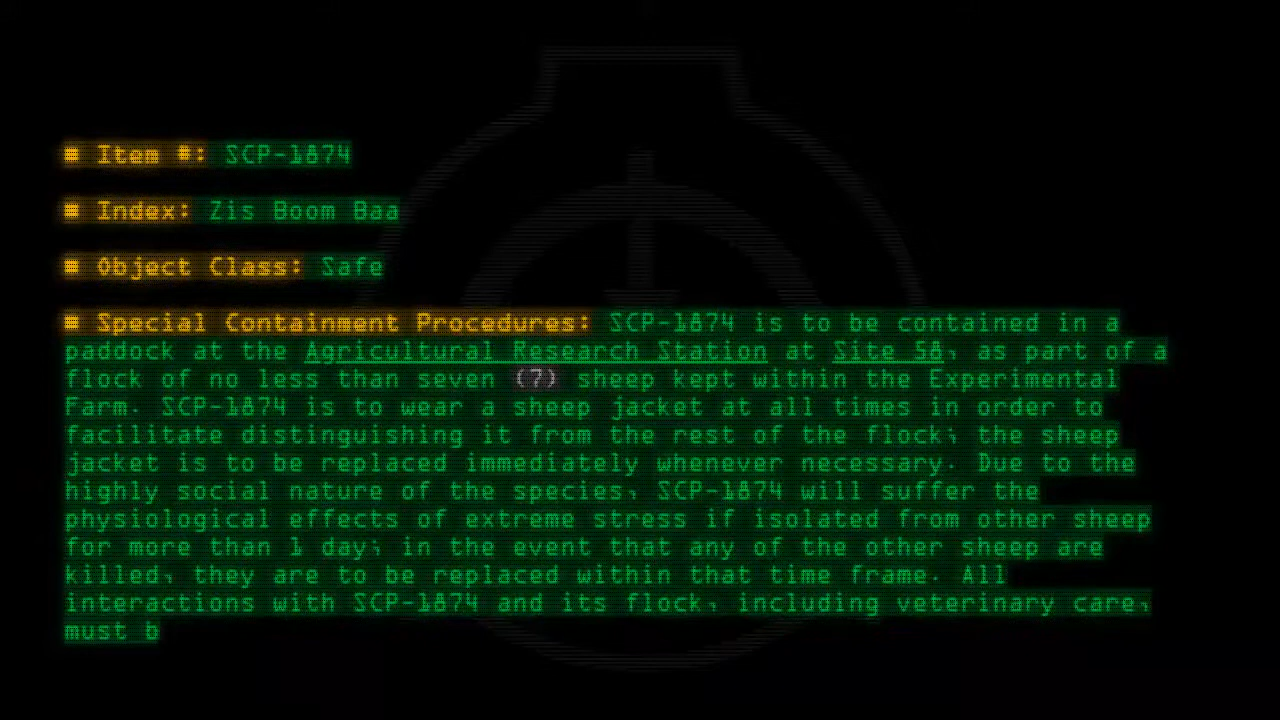 ■ Item #: SCP-1874
■ Index: Zis Boom Baa
■ Object Class: Safe
■ Special Containment Procedures: SCP-1874 is to be contained in a
paddock at the Agricultural Research Station at Site 58, as part of a
flock of no less than seven (7) sheep kept within the Experimental
Farm. SCP-1874 is to wear a sheep jacket at all times in order to
facilitate distinguishing it from the rest of the flock; the sheep
jacket is to be replaced immediately whenever necessary. Due to the
highly social nature of the species, SCP-1874 will suffer the
physiological effects of extreme stress if isolated from other sheep
for more than 1 day; in the event that any of the other sheep are
killed, they are to be replaced within that time frame. All
interactions with SCP-1874 and its flock, including veterinary care,
must b